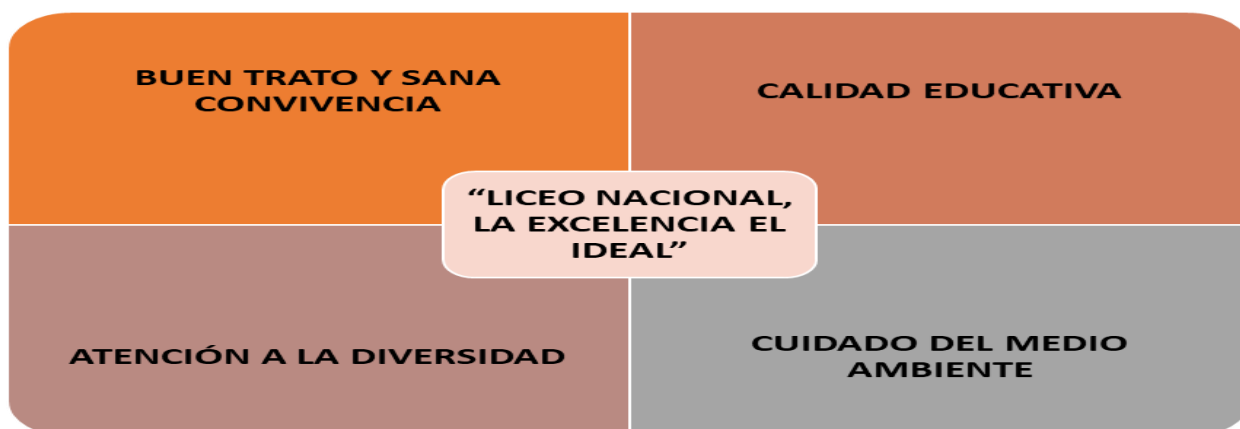 BUEN TRATO Y SANA
CONVIVENCIA
CALIDAD EDUCATIVA
“LICEO NACIONAL,
LA EXCELENCIA EL
IDEAL”
ATENCIÓN A LA DIVERSIDAD
CUIDADO DEL MEDIO
AMBIENTE